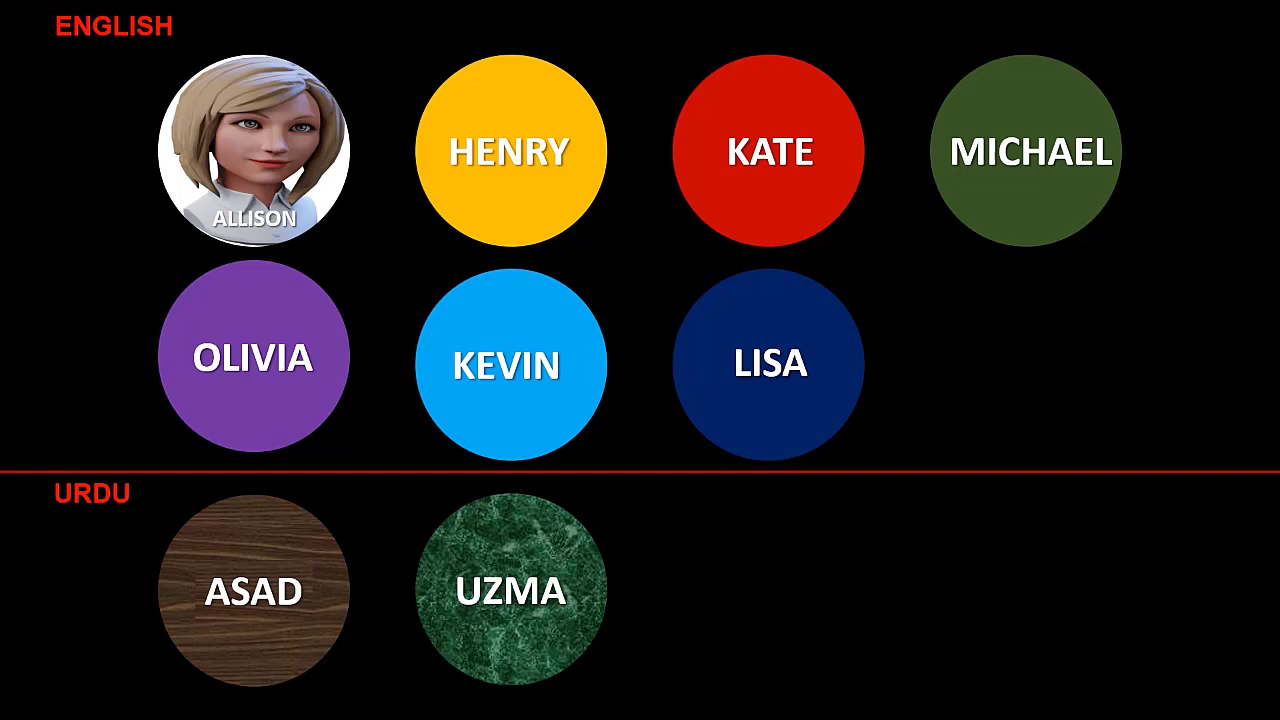 ENGLISH
ALLISON
HENRY
KATE
MICHAEL
OLIVIA
KEVIN
LISA
URDU
ASAD
UZMA